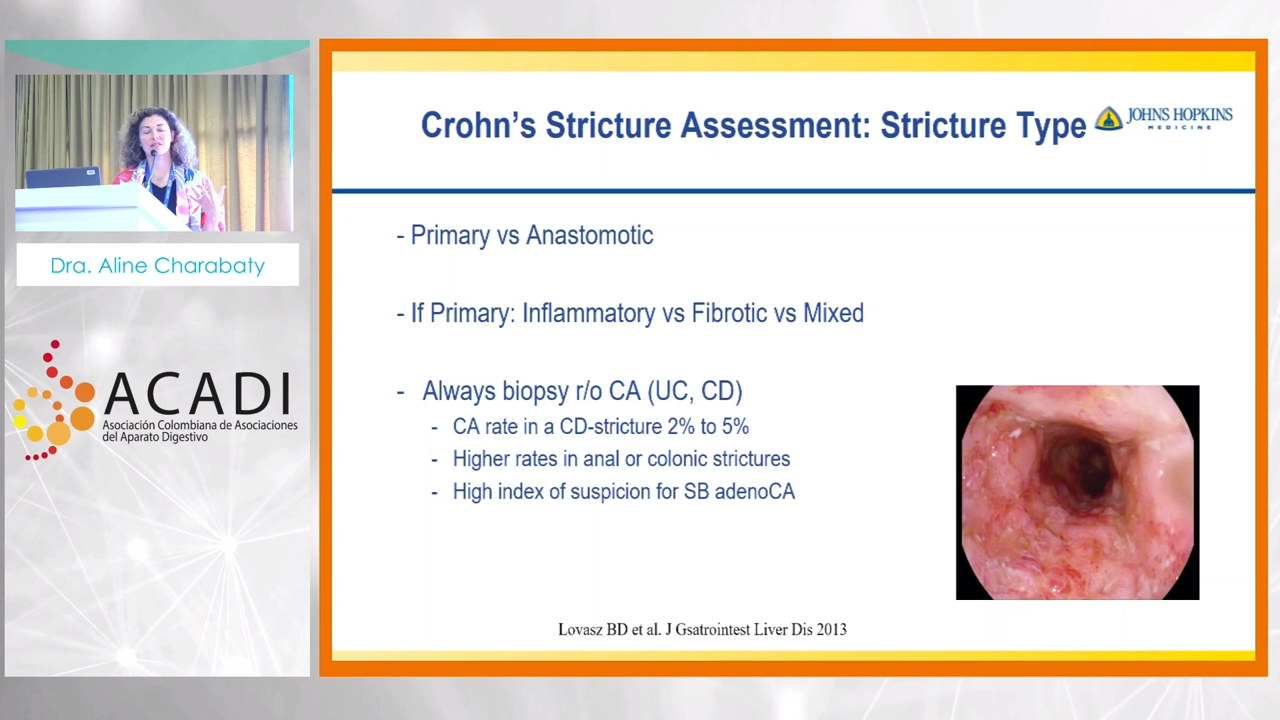 Crohn's Stricture Assessment: Stricture Type
JOHNS HOPKINS
MEDICINE
- Primary vs Anastomotic
- If Primary: Inflammatory vs Fibrotic vs Mixed
- Always biopsy r/o CA (UC, CD)
- CA rate in a CD-stricture 2% to 5%
- Higher rates in anal or colonic strictures
- High index of suspicion for SB adenoCA
Lovasz BD et al. J Gsatrointest Liver Dis 2013
Dra. Aline Charabaty
ACADI
Asociación Colombiana de Asociaciones
del Aparato Digestivo